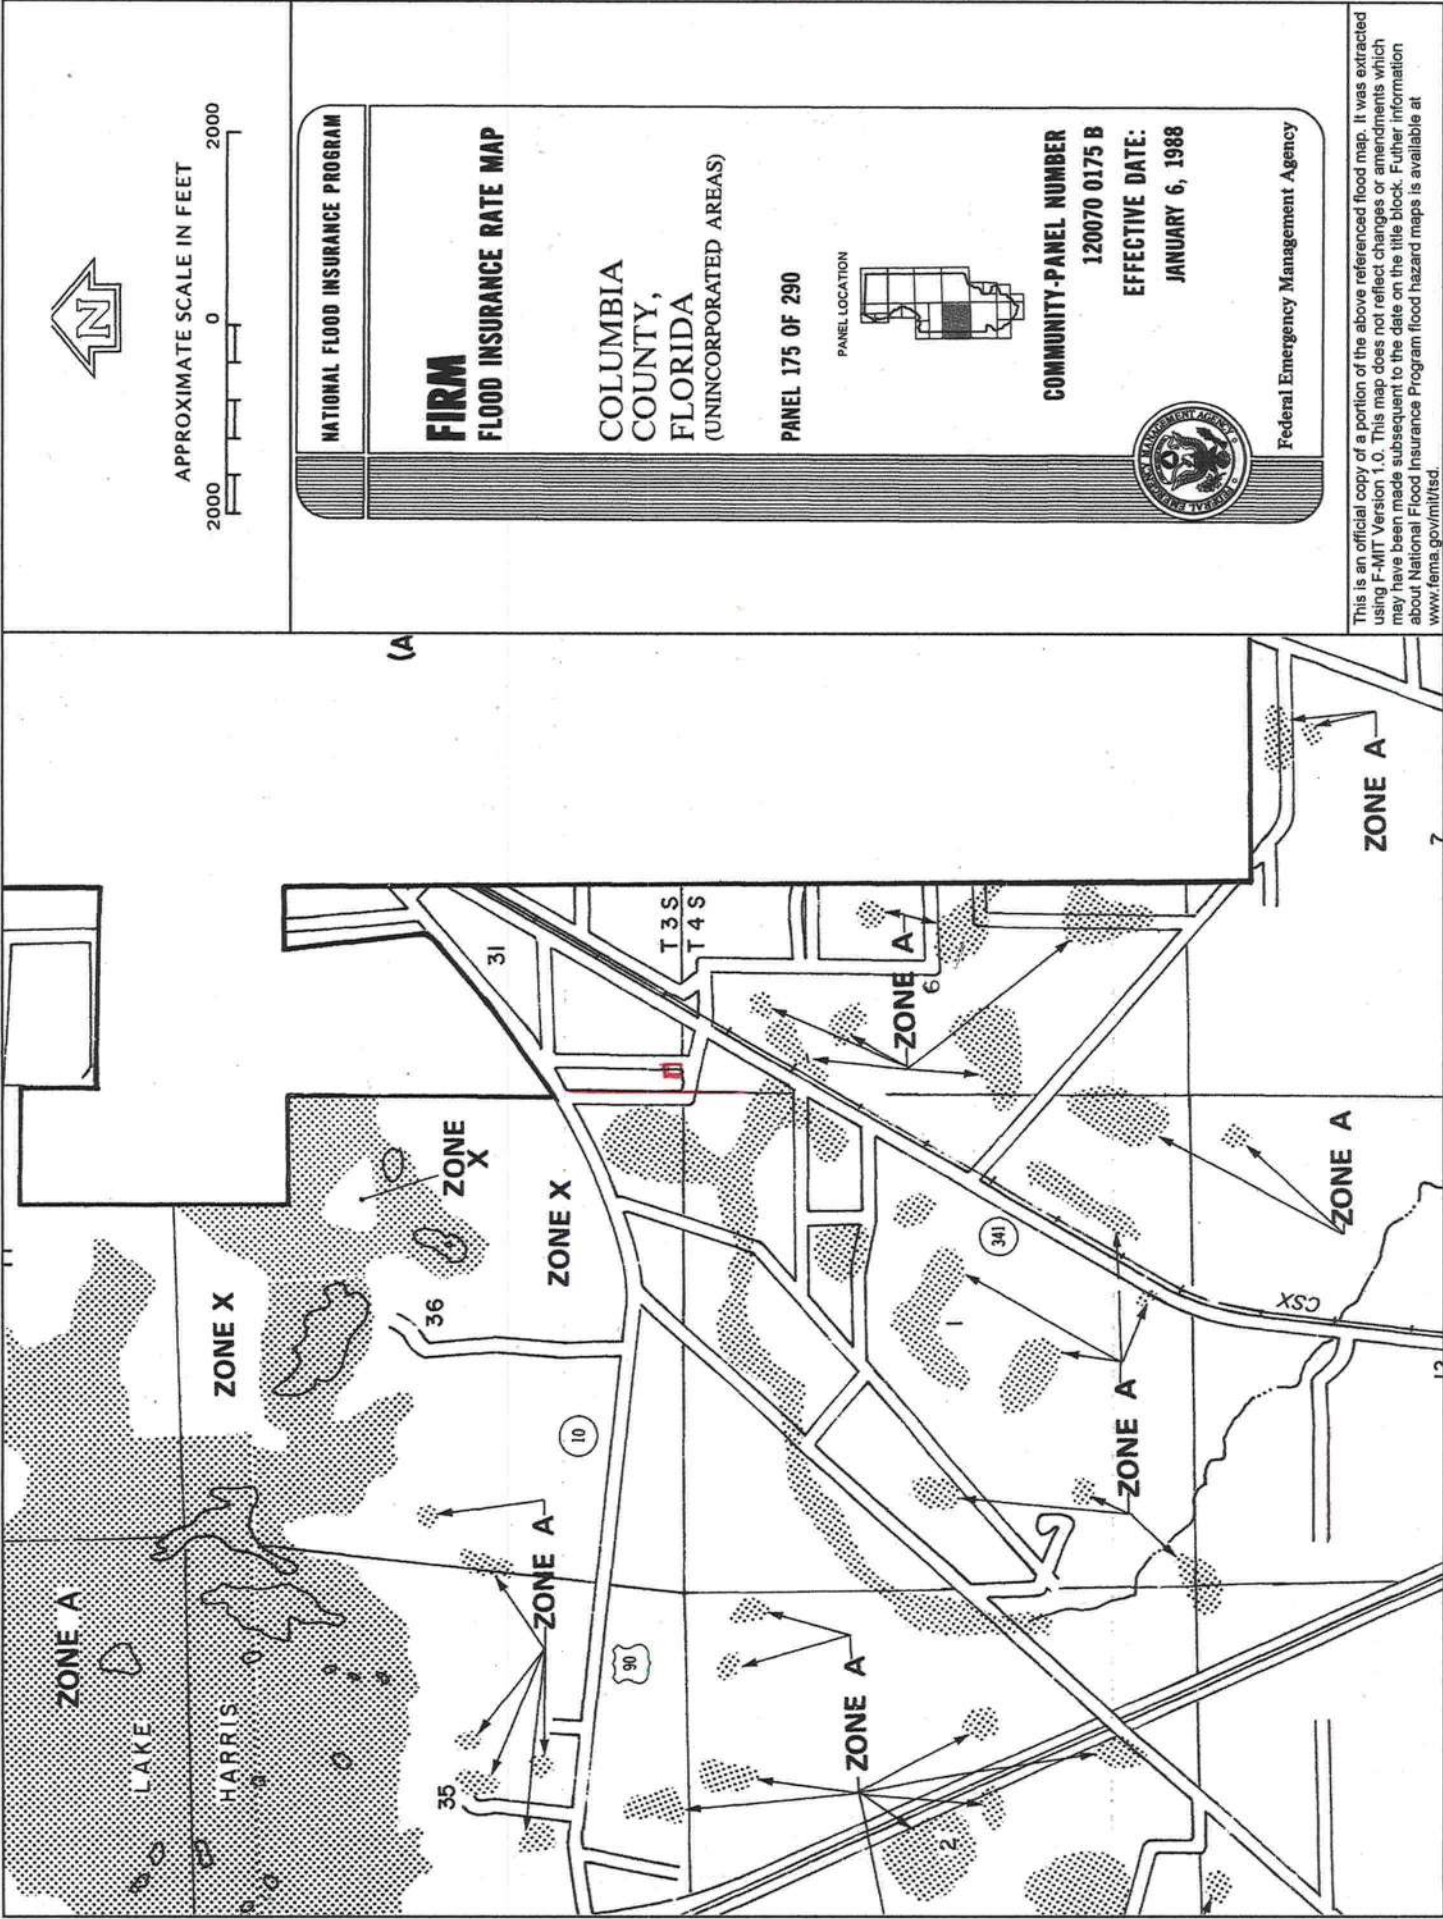 N
APPROXIMATE SCALE IN FEET
2000 0 2000
NATIONAL FLOOD INSURANCE PROGRAM
FIRM
FLOOD INSURANCE RATE MAP
COLUMBIA
COUNTY,
FLORIDA
(UNINCORPORATED AREAS)
PANEL 175 OF 290
PANEL LOCATION
COMMUNITY-PANEL NUMBER
120070 0175 B
EFFECTIVE DATE:
JANUARY 6, 1988
FEDERAL EMERGENCY MANAGEMENT AGENCY
Federal Emergency Management Agency
This is an official copy of a portion of the above referenced flood map. It was extracted
using F-MIT Version 1.0. This map does not reflect changes or amendments which
may have been made subsequent to the date on the title block. Futher information
about National Flood Insurance Program flood hazard maps is available at
www.fema.gov/mit/tsd.
ZONE A
LAKE
HARRIS
ZONE X
ZONE
X
ZONE X
(A
36
35
31
10
90
ZONE A
T 3 S
T 4 S
ZONE A
6
ZONE A
2
1
341
ZONE A
CSX
ZONE A
ZONE A
7
12